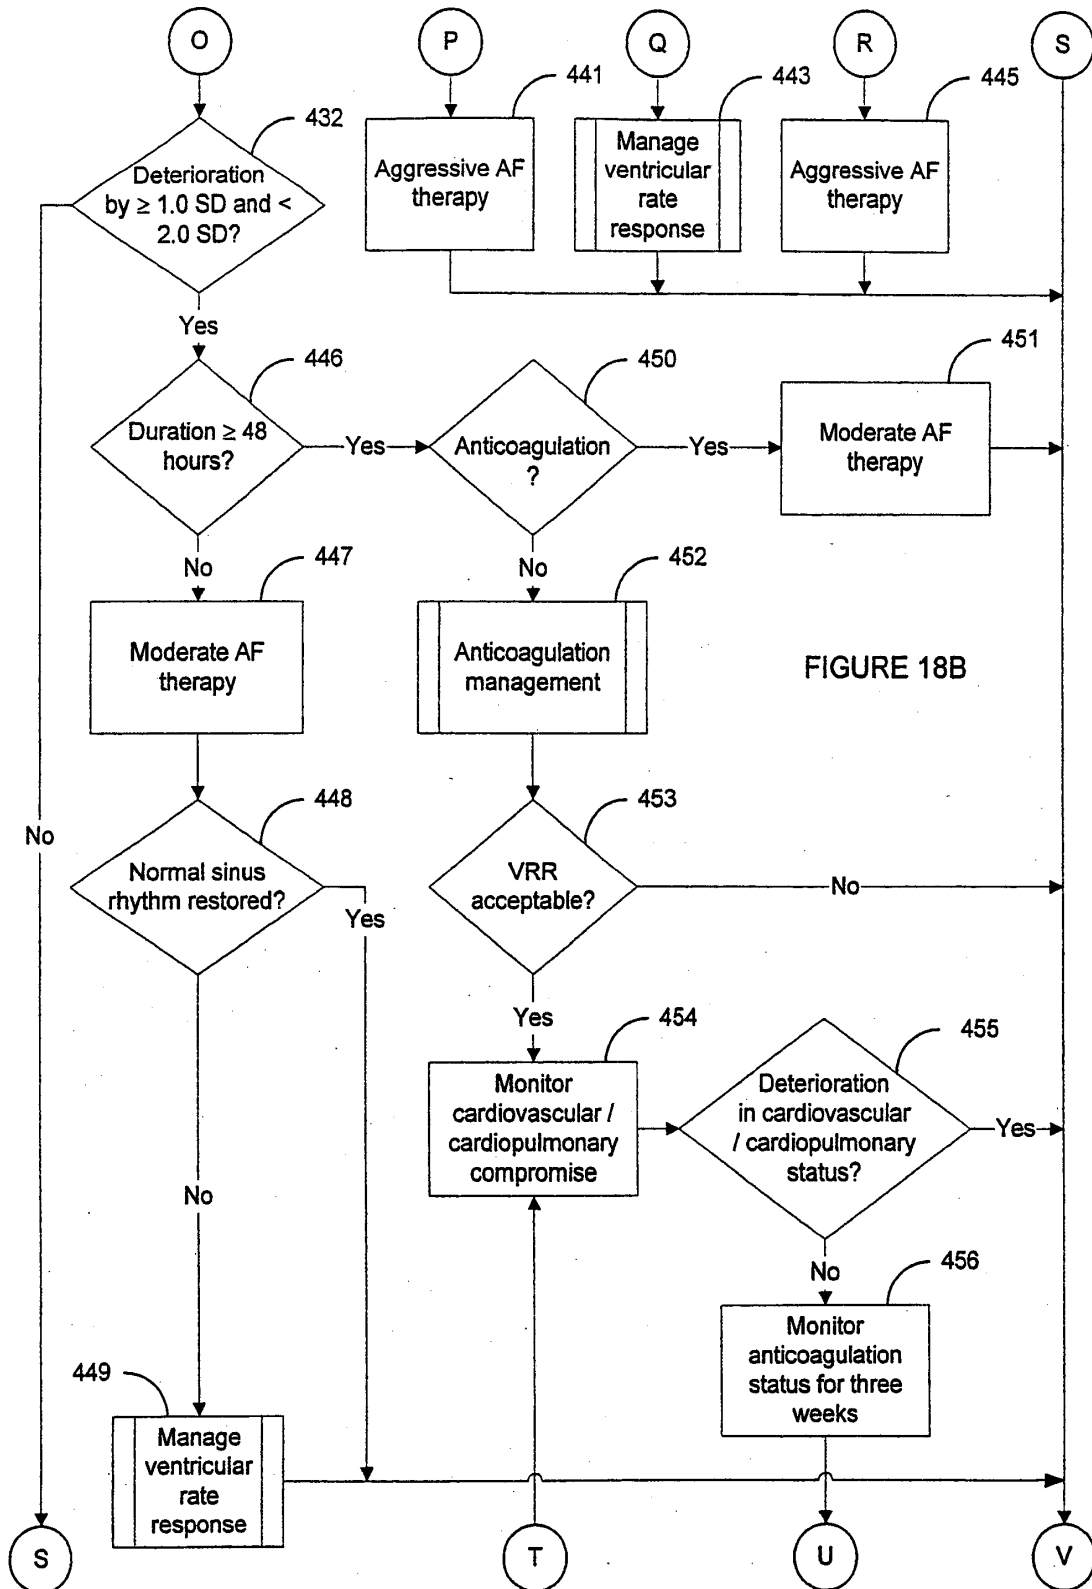 O
P
Q
R
S
432
441
443
445
Deterioration
by ≥ 1.0 SD and <
2.0 SD?
Aggressive AF
therapy
Manage
ventricular
rate
response
Aggressive AF
therapy
Yes
446
450
451
Duration ≥ 48
hours?
Yes
Anticoagulation
?
Yes
Moderate AF
therapy
No
447
No
452
Moderate AF
therapy
Anticoagulation
management
FIGURE 18B
448
453
No
Normal sinus
rhythm restored?
Yes
VRR
acceptable?
No
Yes
454
455
Monitor
cardiovascular /
cardiopulmonary
compromise
Deterioration
in cardiovascular
/ cardiopulmonary
status?
Yes
No
No
456
Monitor
anticoagulation
status for three
weeks
449
Manage
ventricular
rate
response
S
T
U
V